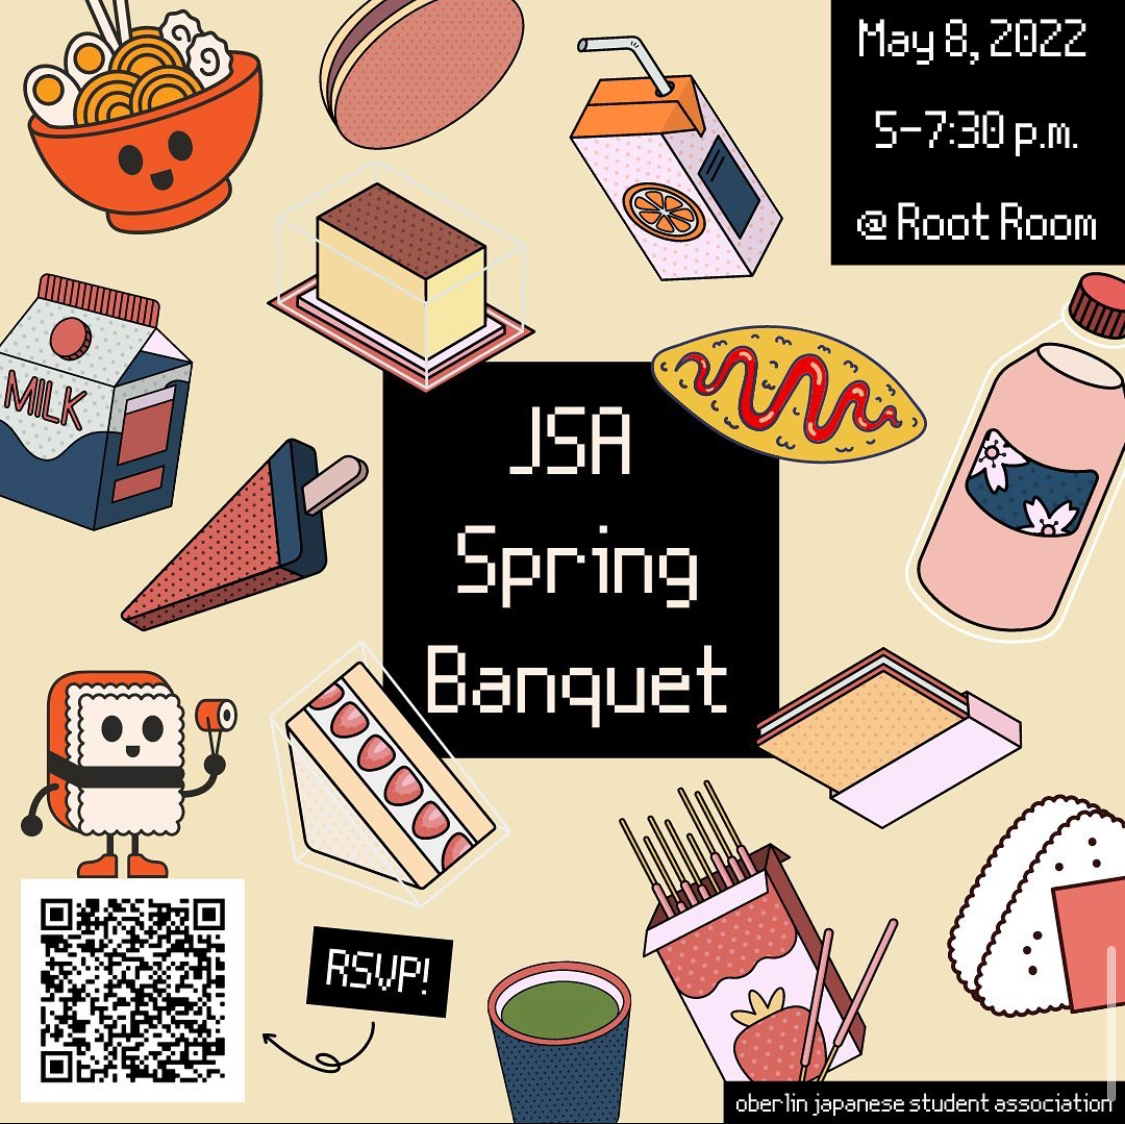 May 8, 2022
5-7:30 p.m.
@ Root Room
MILK
JSA
Spring
Banquet
RSVP!
oberlin japanese student association